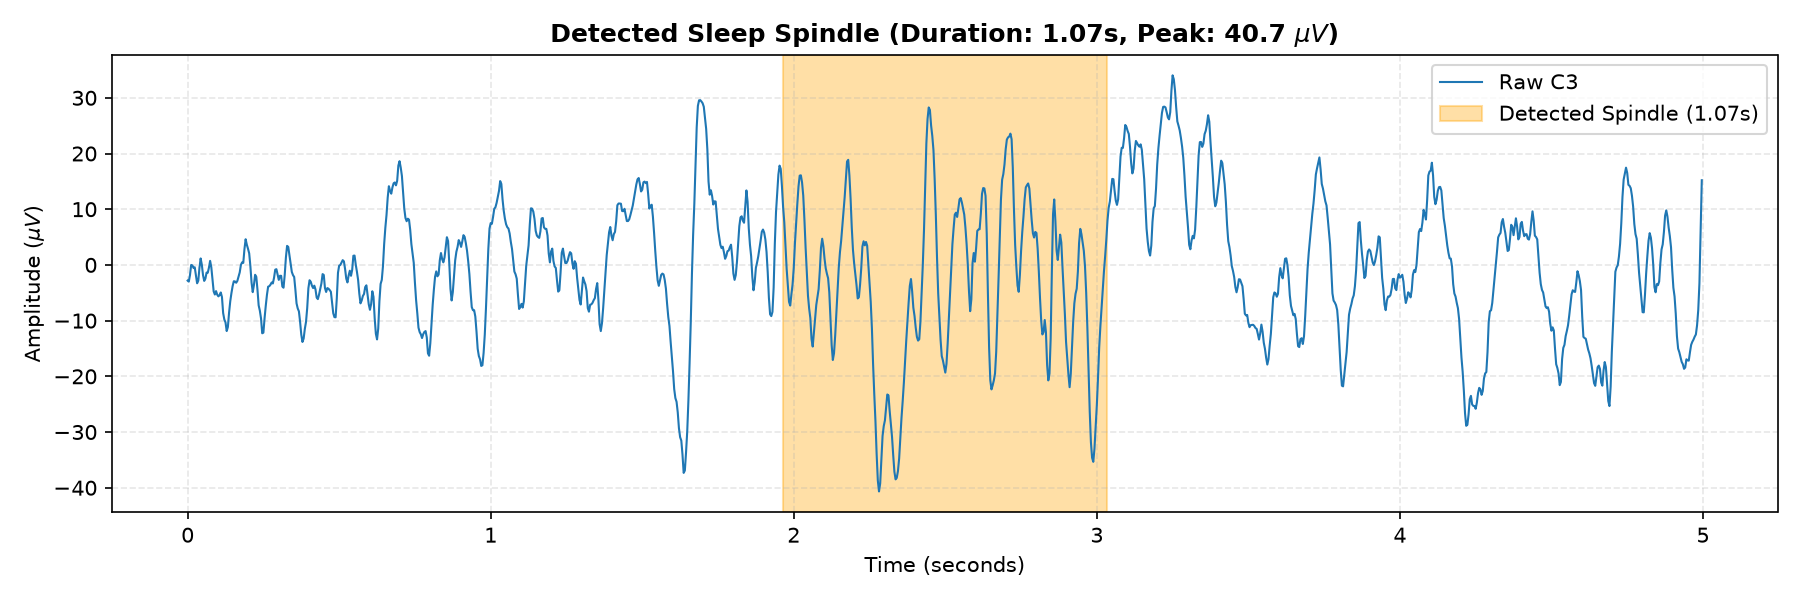 Detected Sleep Spindle (Duration: 1.07s, Peak: 40.7 μV)
Raw C3
Detected Spindle (1.07s)
Amplitude (μV)
30
20
10
0
−10
−20
−30
−40
0 1 2 3 4 5
Time (seconds)